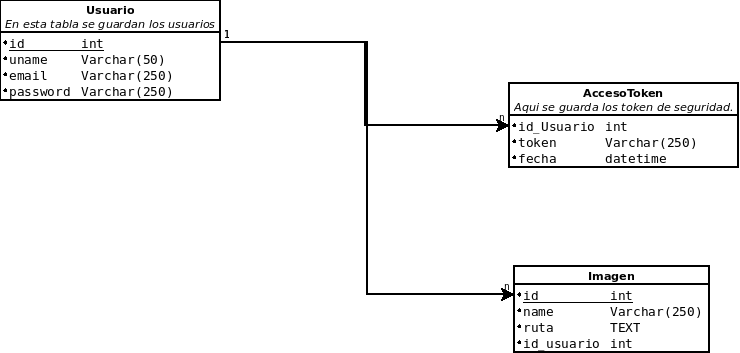 Usuario
En esta tabla se guardan los usuarios
id int
uname Varchar(50)
email Varchar(250)
password Varchar(250)
1
AccesoToken
Aqui se guarda los token de seguridad.
n
id_Usuario int
token Varchar(250)
fecha datetime
Imagen
n
id int
name Varchar(250)
ruta TEXT
id_usuario int